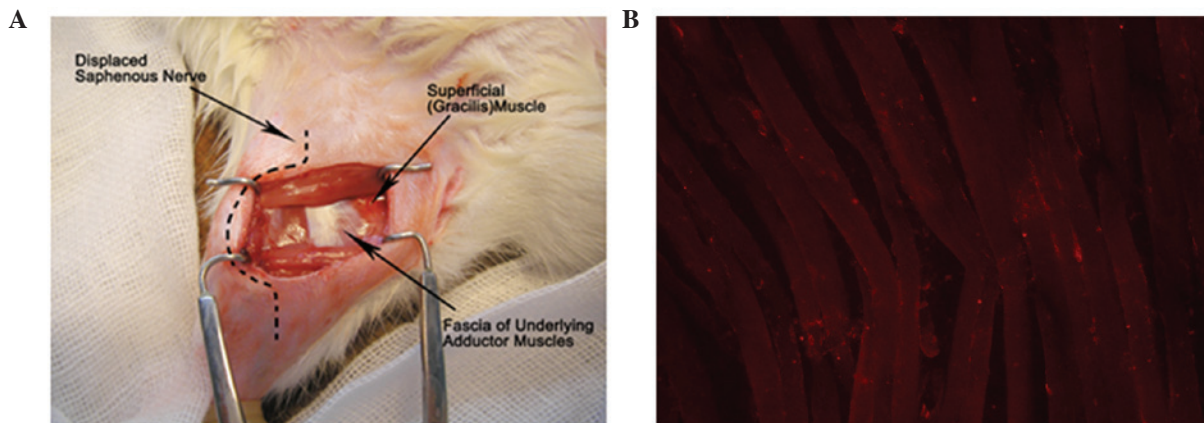 A
B
Displaced
Saphenous Nerve
Superficial
(Gracilis)Muscle
Fascia of Underlying
Adductor Muscles